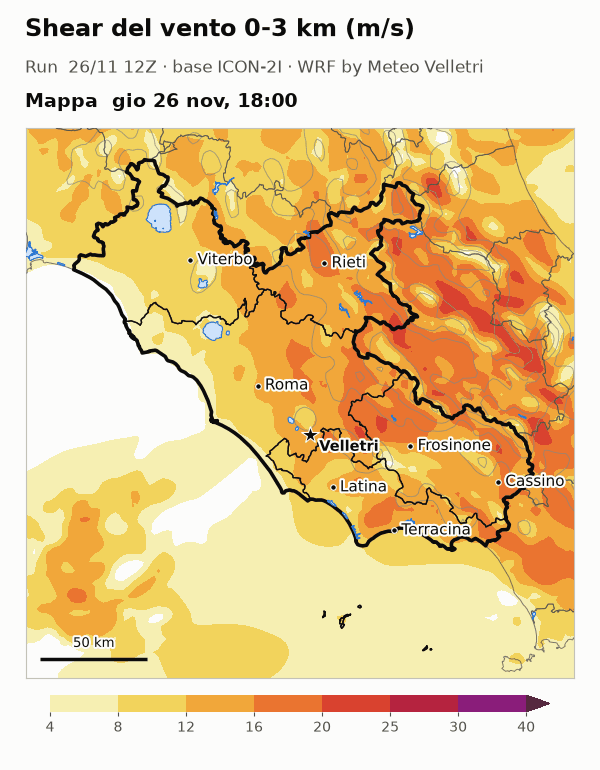 Shear del vento 0-3 km (m/s)
Run  26/11 12Z · base ICON-2I · WRF by Meteo Velletri
Mappa  gio 26 nov, 18:00
Viterbo
Rieti
Roma
Velletri
Frosinone
Cassino
Latina
Terracina
50 km
4 8 12 16 20 25 30 40